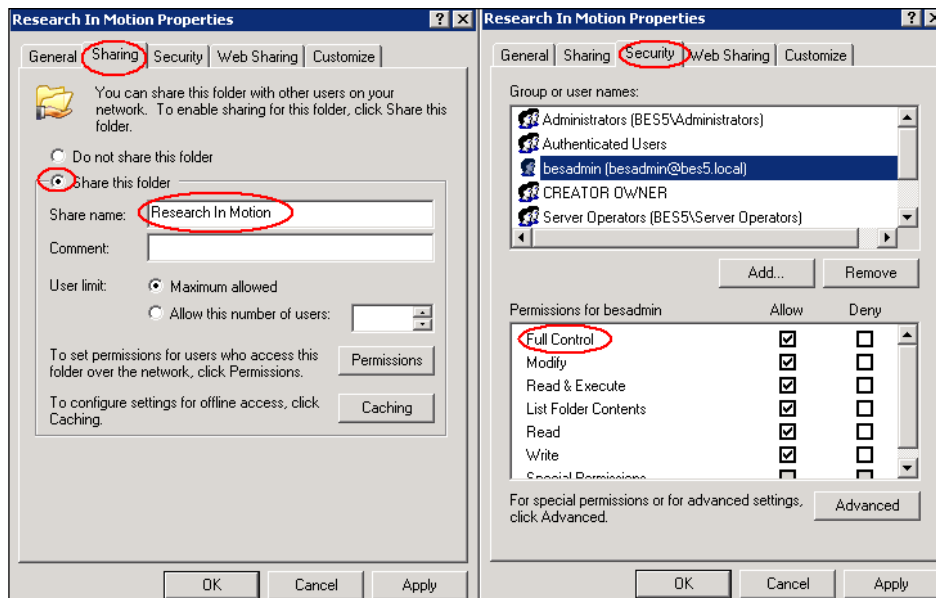 Research In Motion Properties
General Sharing Security Web Sharing Customize
You can share this folder with other users on your
network. To enable sharing for this folder, click Share this
folder.
Do not share this folder
Share this folder
Share name: Research In Motion
Comment:
User limit: Maximum allowed
Allow this number of users:
To set permissions for users who access this
folder over the network, click Permissions.
Permissions
To configure settings for offline access, click
Caching.
Caching
OK Cancel Apply
Research In Motion Properties
General Sharing Security Web Sharing Customize
Group or user names:
Administrators (BES5\Administrators)
Authenticated Users
besadmin (besadmin@bes5.local)
CREATOR OWNER
Server Operators (BES5\Server Operators)
Add... Remove
Permissions for besadmin Allow Deny
Full Control
Modify
Read & Execute
List Folder Contents
Read
Write
Special Permissions
For special permissions or for advanced settings,
click Advanced.
Advanced
OK Cancel Apply